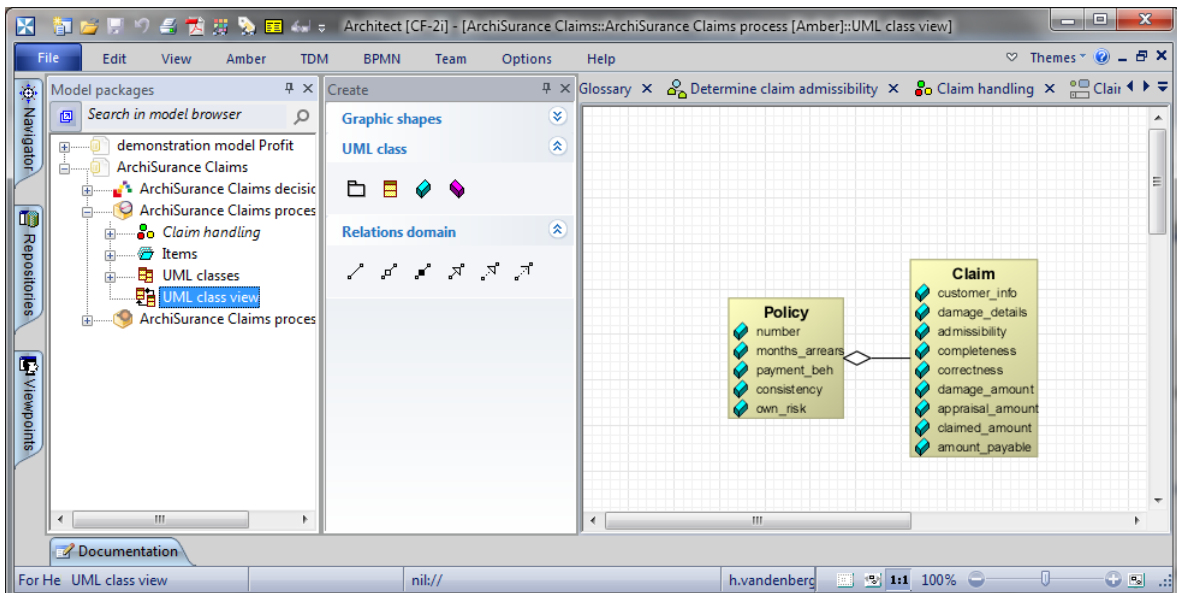 Architect [CF-2i] - [ArchiSurance Claims::ArchiSurance Claims process [Amber]::UML class view]
File Edit View Amber TDM BPMN Team Options Help Themes
Navigator
Repositories
Viewpoints
Model packages
Search in model browser
demonstration model Profit
ArchiSurance Claims
ArchiSurance Claims decisic
ArchiSurance Claims proces
Claim handling
Items
UML classes
UML class view
ArchiSurance Claims proces
Create
Graphic shapes
UML class
Relations domain
Glossary Determine claim admissibility Claim handling Clair
Policy
number
months_arrears
payment_beh
consistency
own_risk
Claim
customer_info
damage_details
admissibility
completeness
correctness
damage_amount
appraisal_amount
claimed_amount
amount_payable
Documentation
For He UML class view nil:// h.vandenberg 1:1 100%